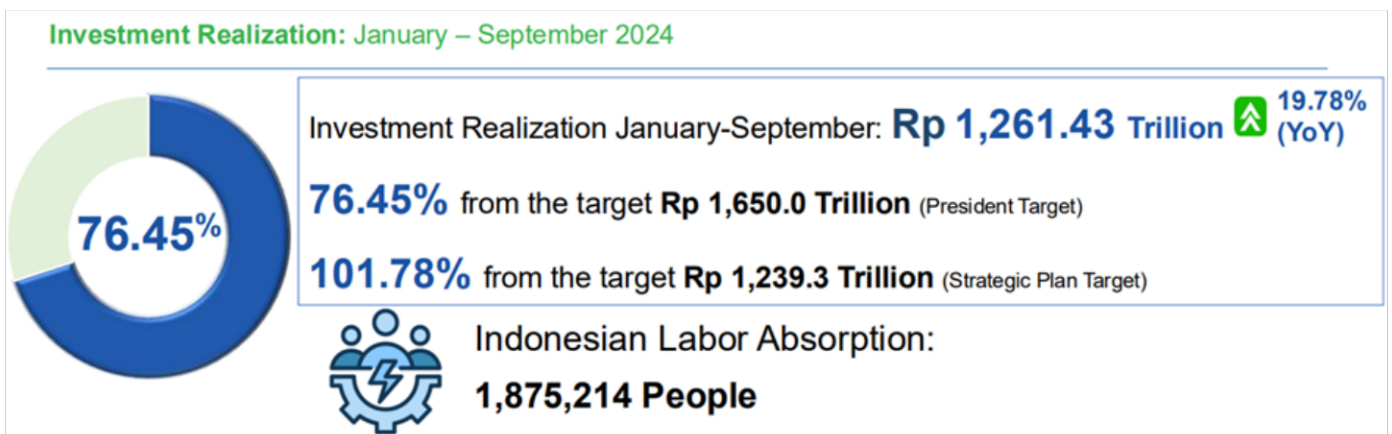 Investment Realization: January – September 2024
76.45%
Investment Realization January-September: Rp 1,261.43 Trillion 19.78% (YoY)
76.45% from the target Rp 1,650.0 Trillion (President Target)
101.78% from the target Rp 1,239.3 Trillion (Strategic Plan Target)
Indonesian Labor Absorption:
1,875,214 People